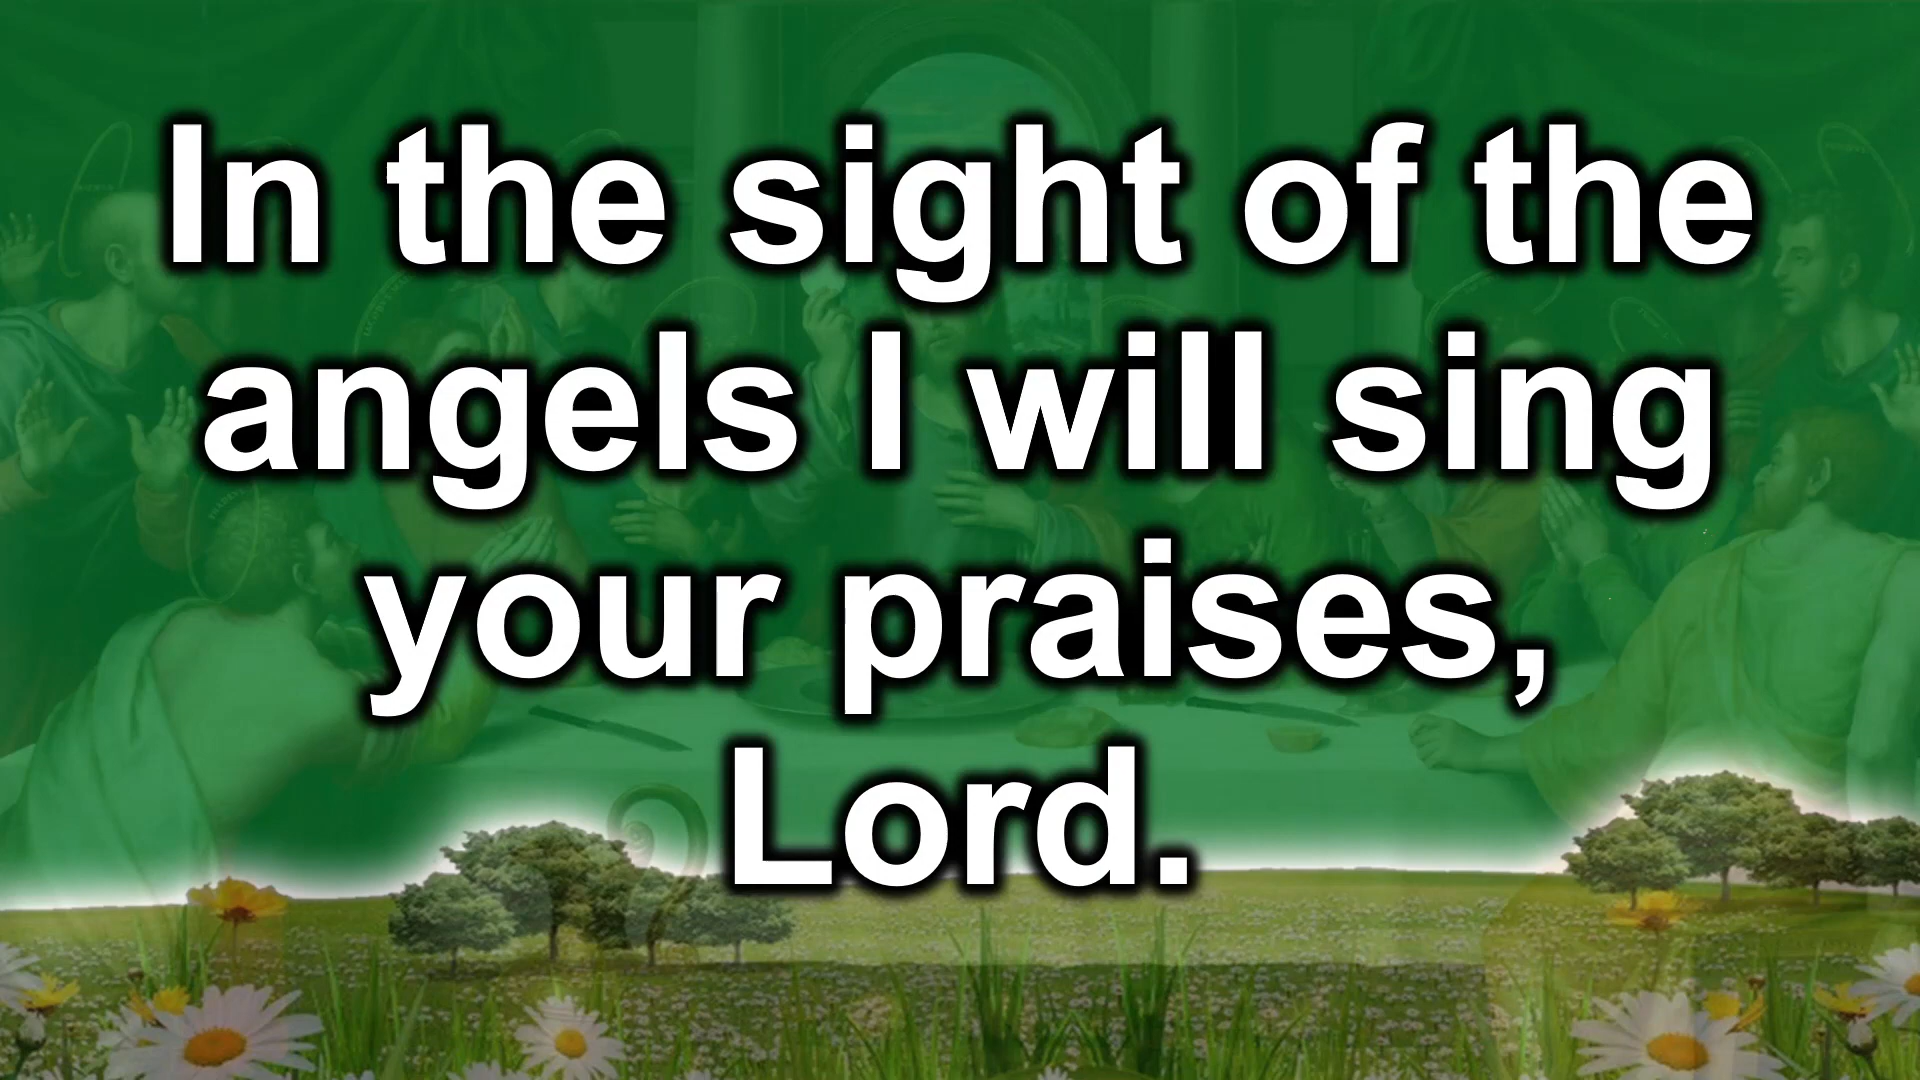 In the sight of the
angels I will sing
your praises,
Lord.